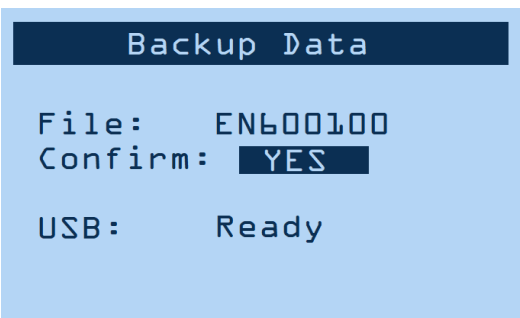 Backup Data
File: EN600100
Confirm: YES
USB: Ready